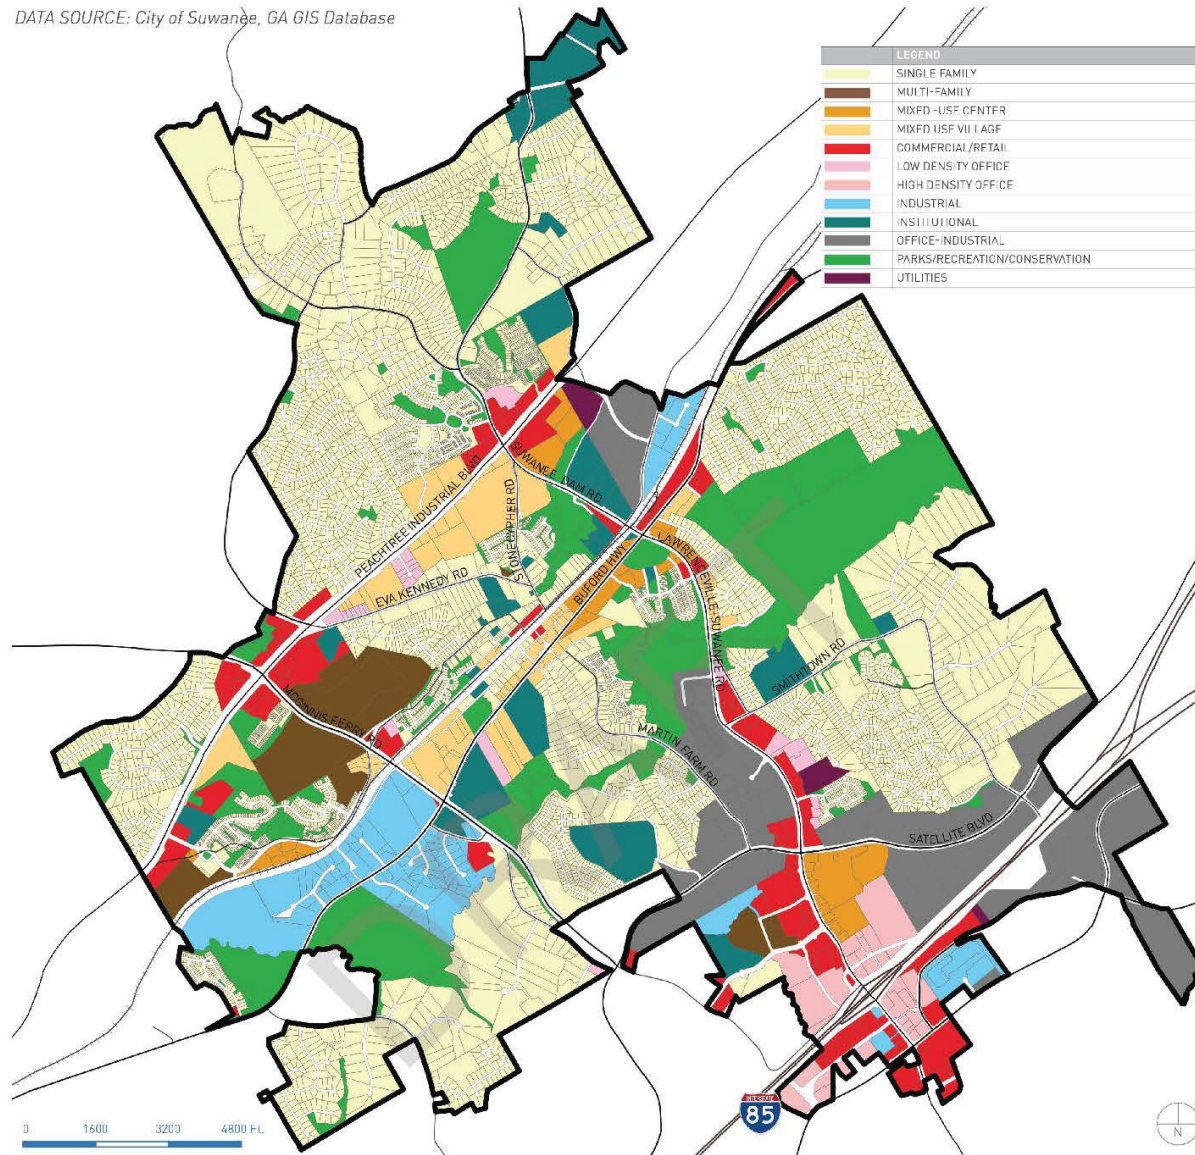 DATA SOURCE: City of Suwanee, GA GIS Database
LEGEND
SINGLE FAMILY
MULTI-FAMILY
MIXED -USE CENTER
MIXED USE VILLAGE
COMMERCIAL/RETAIL
LOW DENSITY OFFICE
HIGH DENSITY OFFICE
INDUSTRIAL
INSTITUTIONAL
OFFICE-INDUSTRIAL
PARKS/RECREATION/CONSERVATION
UTILITIES
SUWANEE DAM RD
PEACHTREE INDUSTRIAL BLVD
STONECYPHER RD
LAWRENCEVILLE-SUWANEE RD
BUFORD HWY
EVA KENNEDY RD
SMITHTOWN RD
MCGINNIS FERRY RD
MARTIN FARM RD
SATELLITE BLVD
INTERSTATE
85
0 1600 3200 4800 Ft.
N